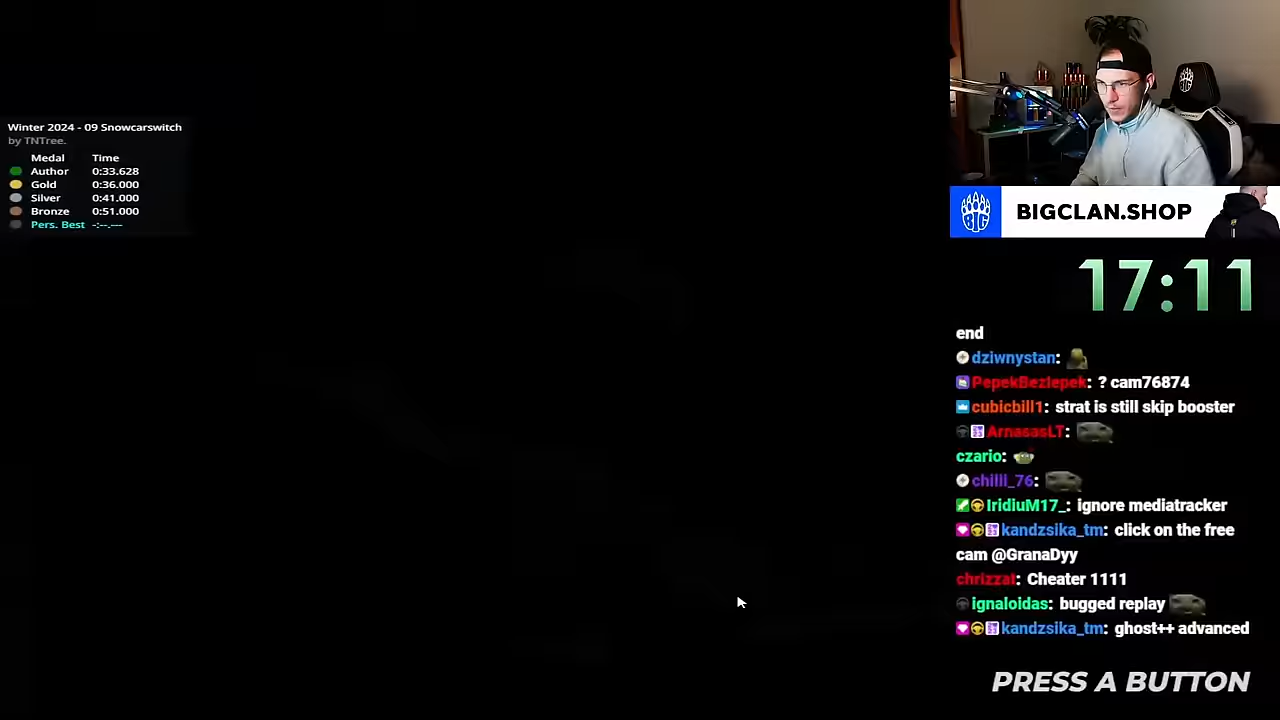 Winter 2024 - 09 Snowcarswitch
by TNTree.
Medal Time
Author 0:33.628
Gold 0:36.000
Silver 0:41.000
Bronze 0:51.000
Pers. Best -:--.---
BIG
BIGCLAN.SHOP
17:11
end
dziwnystan:
PepekBezlepek: ? cam76874
cubicbill1: strat is still skip booster
ArnasasLT:
czario:
chilli_76:
IridiuM17_: ignore mediatracker
kandzsika_tm: click on the free
cam @GranaDyy
chrizzal: Cheater 1111
ignaloidas: bugged replay
kandzsika_tm: ghost++ advanced
PRESS A BUTTON